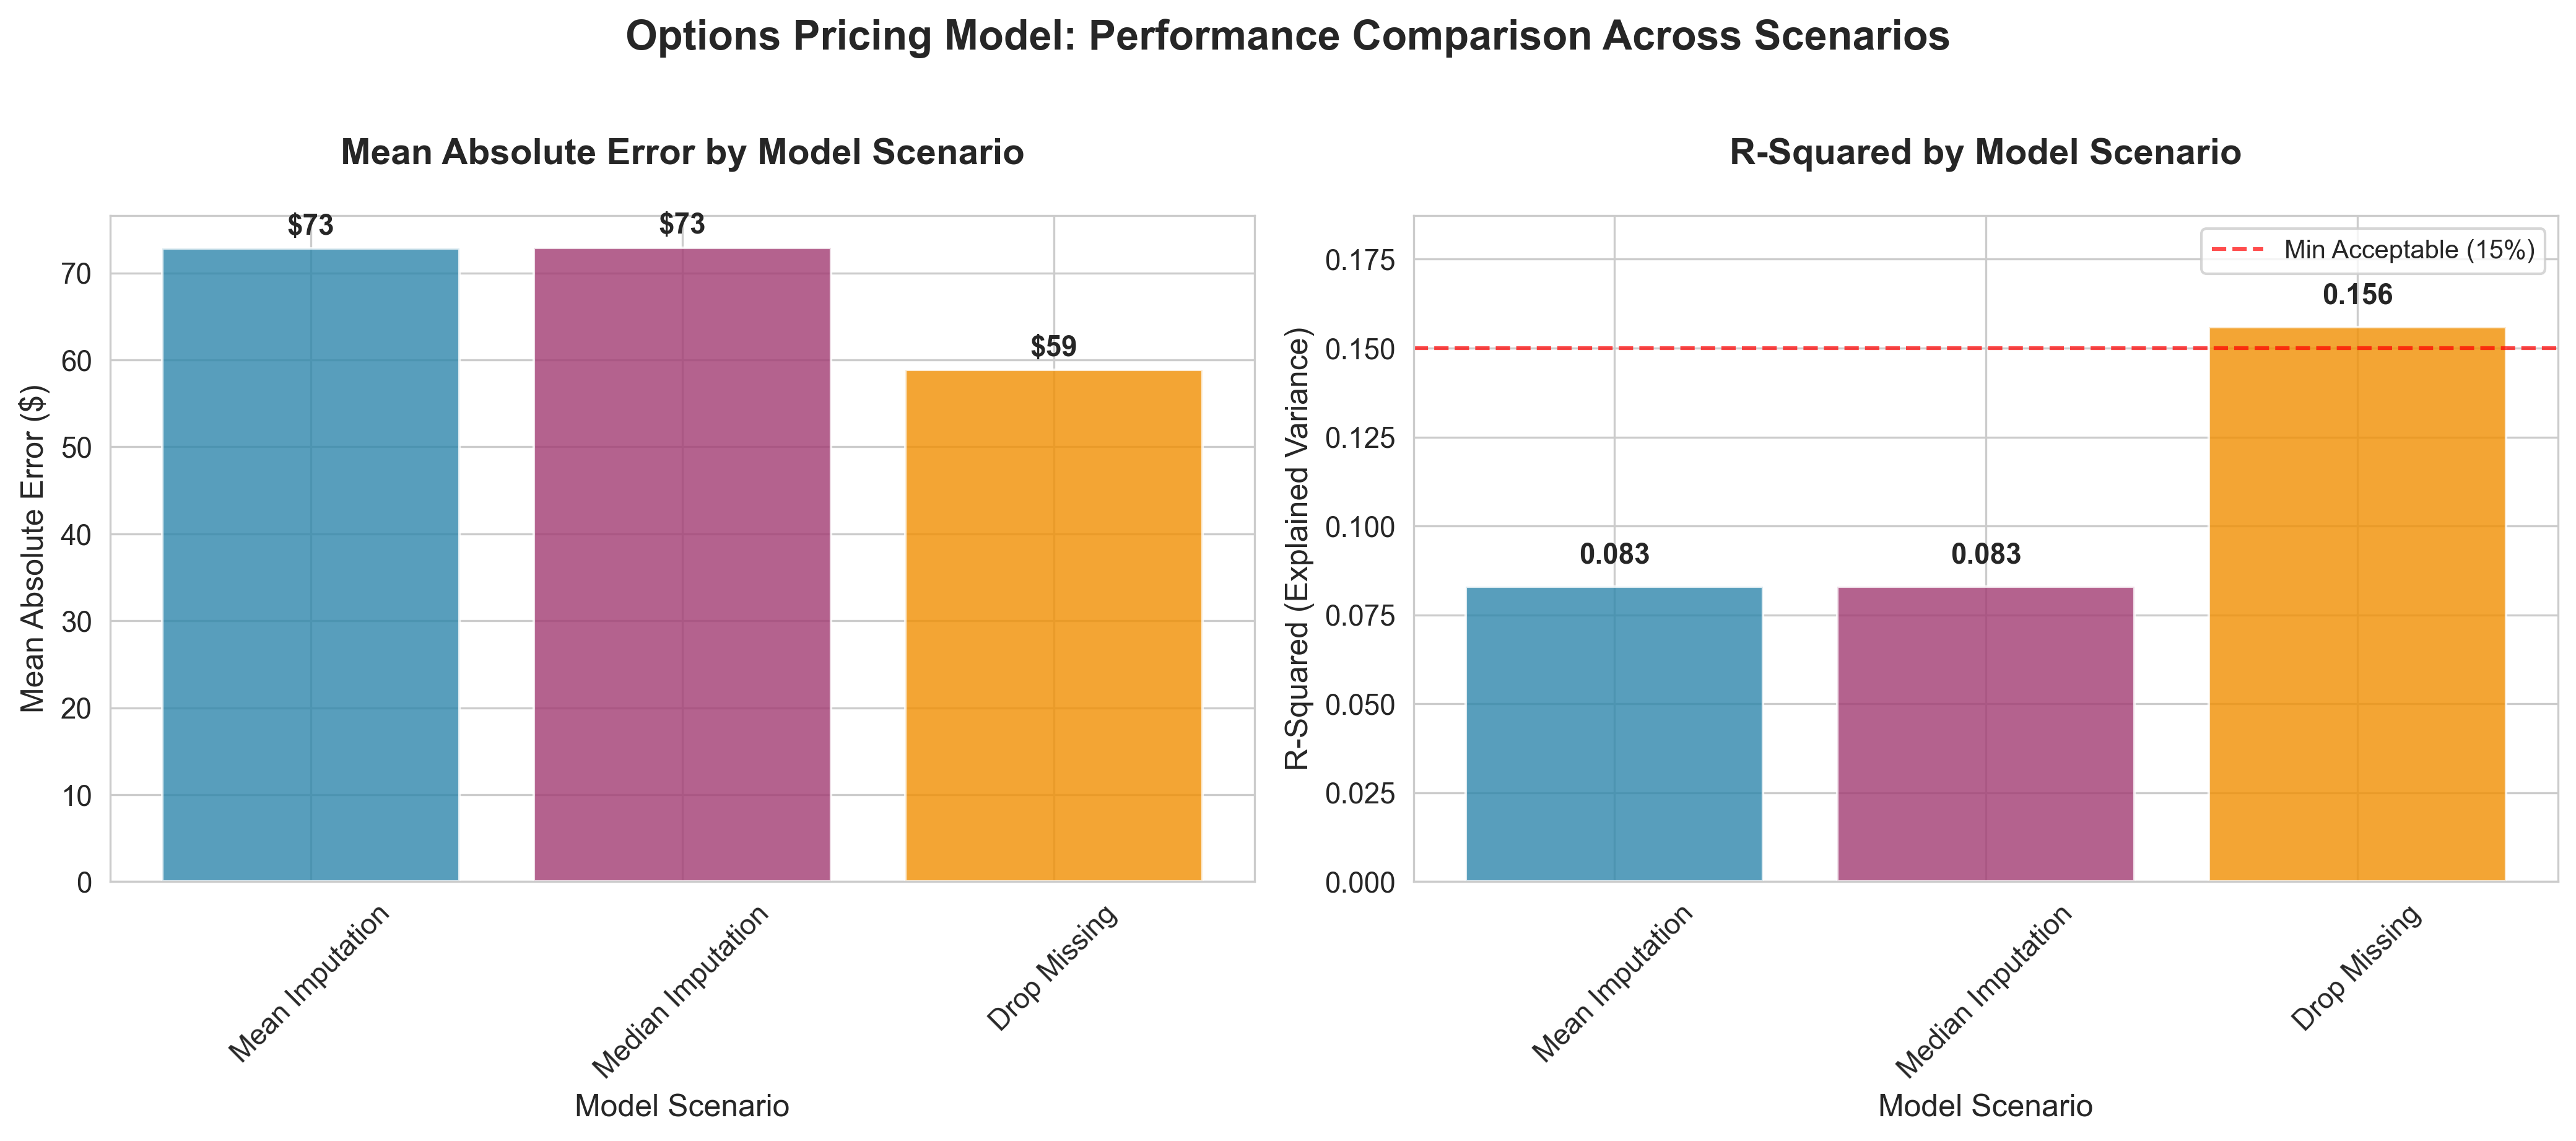 Options Pricing Model: Performance Comparison Across Scenarios
Mean Absolute Error by Model Scenario
Mean Absolute Error ($)
70
60
50
40
30
20
10
0
$73
$73
$59
Mean Imputation
Median Imputation
Drop Missing
Model Scenario
R-Squared by Model Scenario
R-Squared (Explained Variance)
0.175
0.150
0.125
0.100
0.075
0.050
0.025
0.000
Min Acceptable (15%)
0.083
0.083
0.156
Mean Imputation
Median Imputation
Drop Missing
Model Scenario